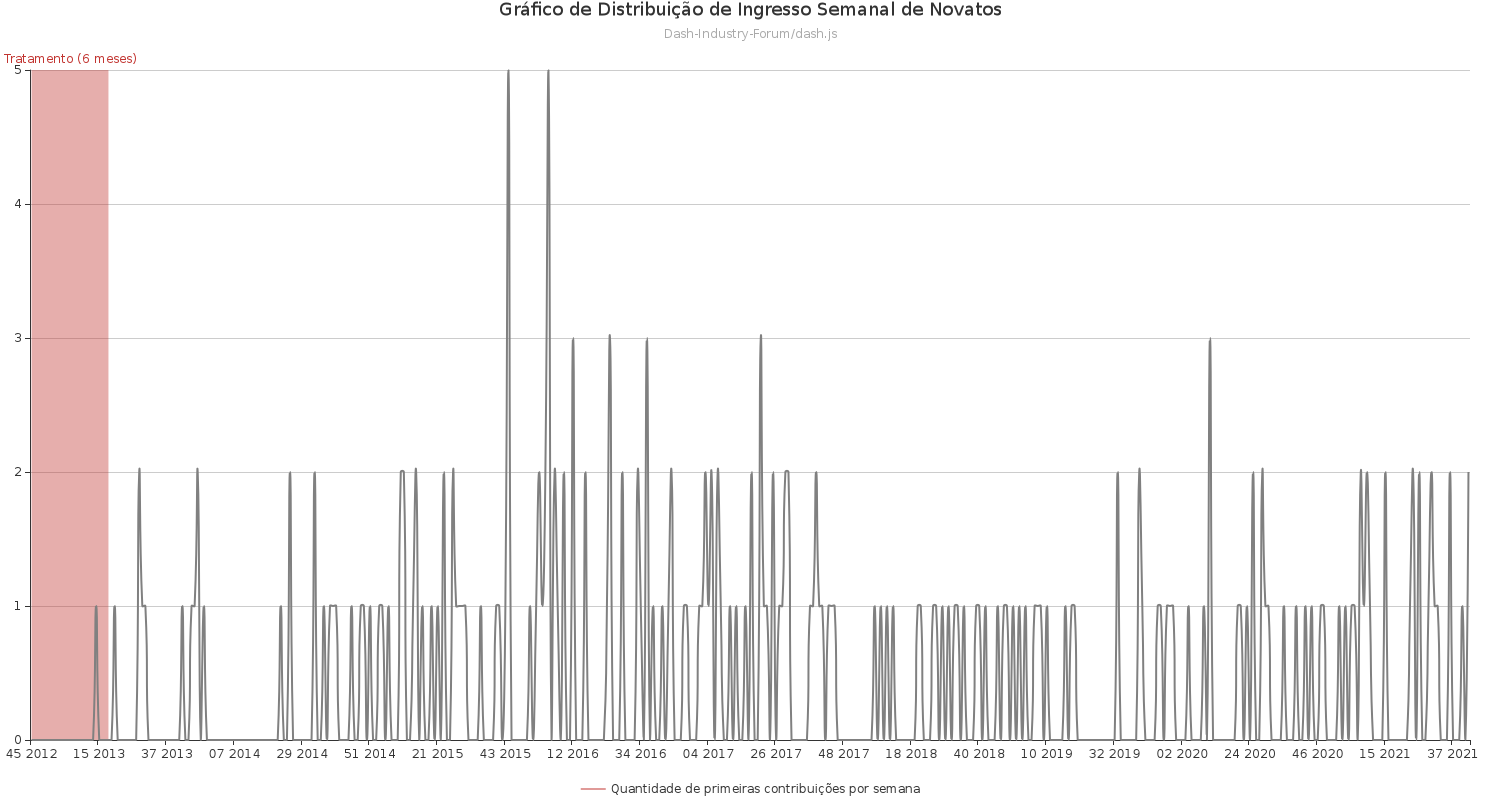 Gráfico de Distribuição de Ingresso Semanal de Novatos
Dash-Industry-Forum/dash.js
Tratamento (6 meses)
5
4
3
2
1
0
45 2012 15 2013 37 2013 07 2014 29 2014 51 2014 21 2015 43 2015 12 2016 34 2016 04 2017 26 2017 48 2017 18 2018 40 2018 10 2019 32 2019 02 2020 24 2020 46 2020 15 2021 37 2021
Quantidade de primeiras contribuições por semana